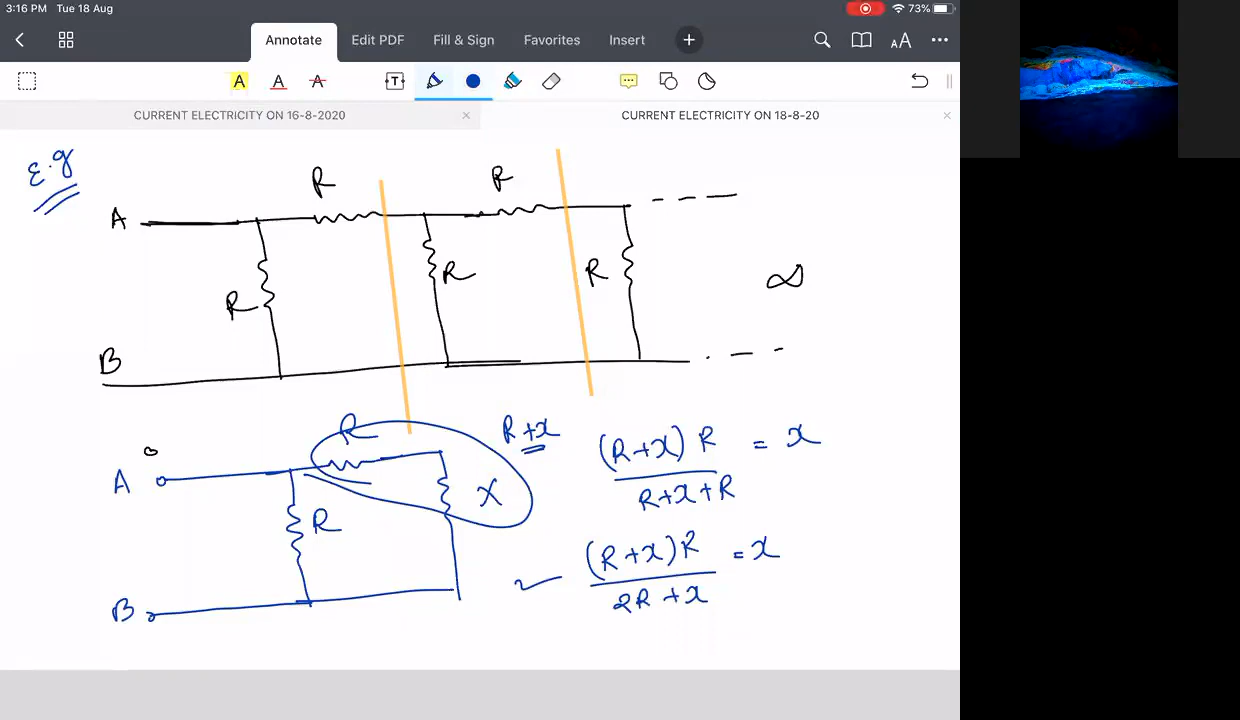 3:16 PM Tue 18 Aug 73%
Annotate Edit PDF Fill & Sign Favorites Insert
A A A T AA
CURRENT ELECTRICITY ON 16-8-2020 × CURRENT ELECTRICITY ON 18-8-20 ×
E.g
R R
A - - - -
R R R ∞
B - - -
R R+x (R+x) R = x
A X R+x+R
R (R+x)R = x
B 2R+x